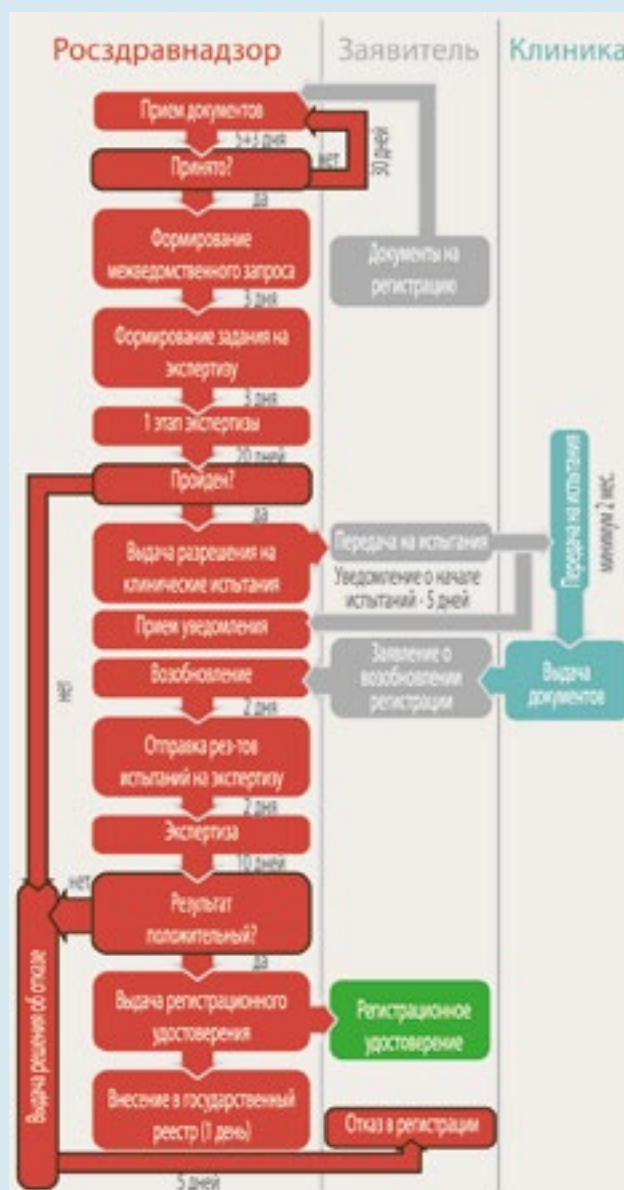 Росздравнадзор
Заявитель
Клиника
Прием документов
5+3 дня
Принято?
нет
30 дней
да
Формирование
межведомственного запроса
Документы на
регистрацию
3 дня
Формирование задания на
экспертизу
3 дня
1 этап экспертизы
20 дней
Пройден?
да
Выдача разрешения на
клинические испытания
Передача на испытания
Передача на испытания
минимум 2 мес.
Уведомление о начале
испытаний - 5 дней
Прием уведомления
Возобновление
Заявление о
возобновлении
регистрации
Выдача
документов
нет
2 дня
Отправка рез-тов
испытаний на экспертизу
2 дня
Экспертиза
10 дней
нет
Результат
положительный?
да
Выдача регистрационного
удостоверения
Регистрационное
удостоверение
Выдача решения об отказе
Внесение в государственный
реестр (1 день)
Отказ в регистрации
5 дней